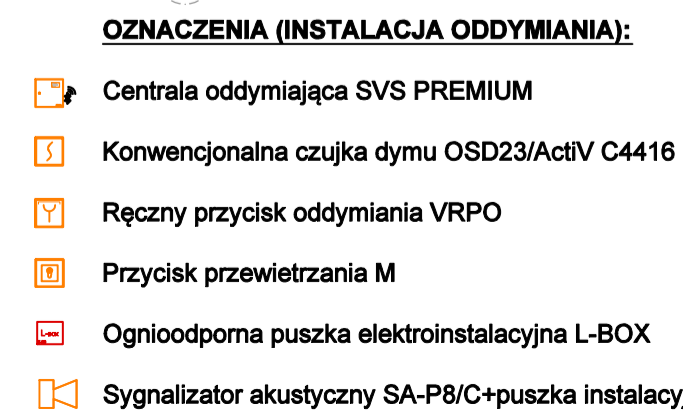 OZNACZENIA (INSTALACJA ODDYMIANIA):
Centrala oddymiająca SVS PREMIUM
Konwencjonalna czujka dymu OSD23/ActiV C4416
Ręczny przycisk oddymiania VRPO
Przycisk przewietrzania M
L-BOX Ognioodporna puszka elektroinstalacyjna L-BOX
Sygnalizator akustyczny SA-P8/C+puszka instalacy